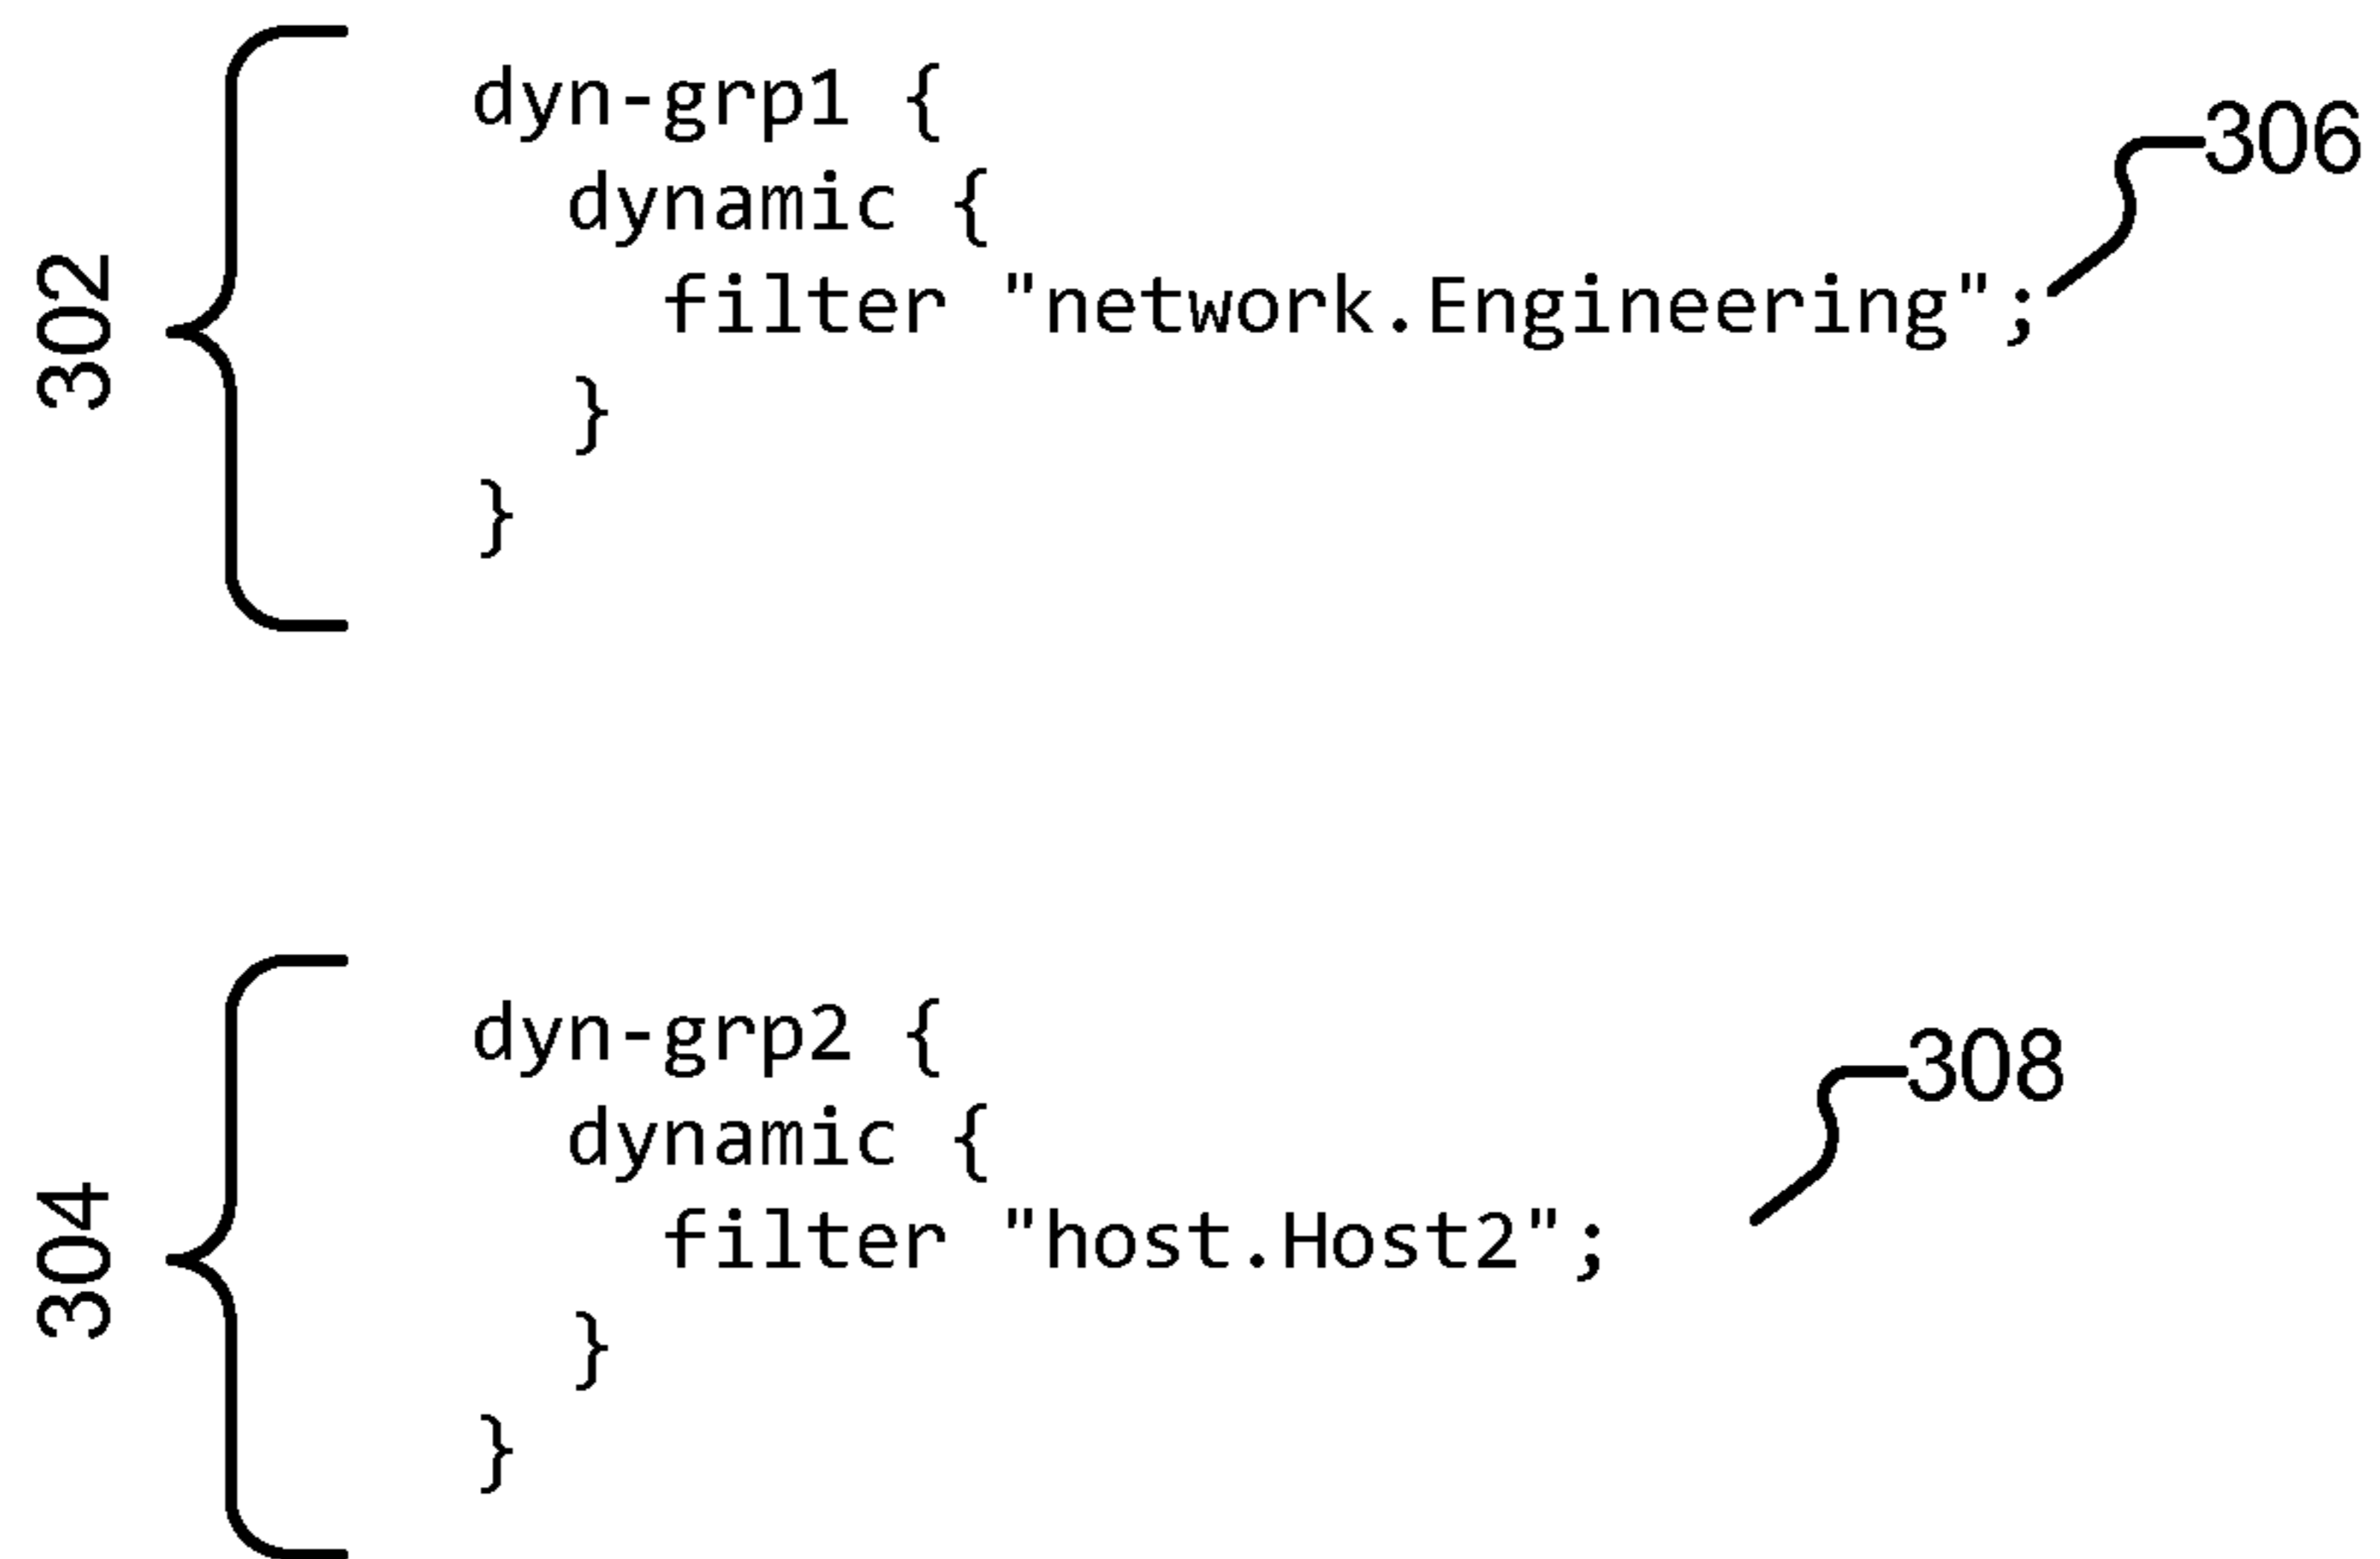 302
dyn-grp1 {
dynamic {
filter "network.Engineering";
}
}
306
304
dyn-grp2 {
dynamic {
filter "host.Host2";
}
}
308